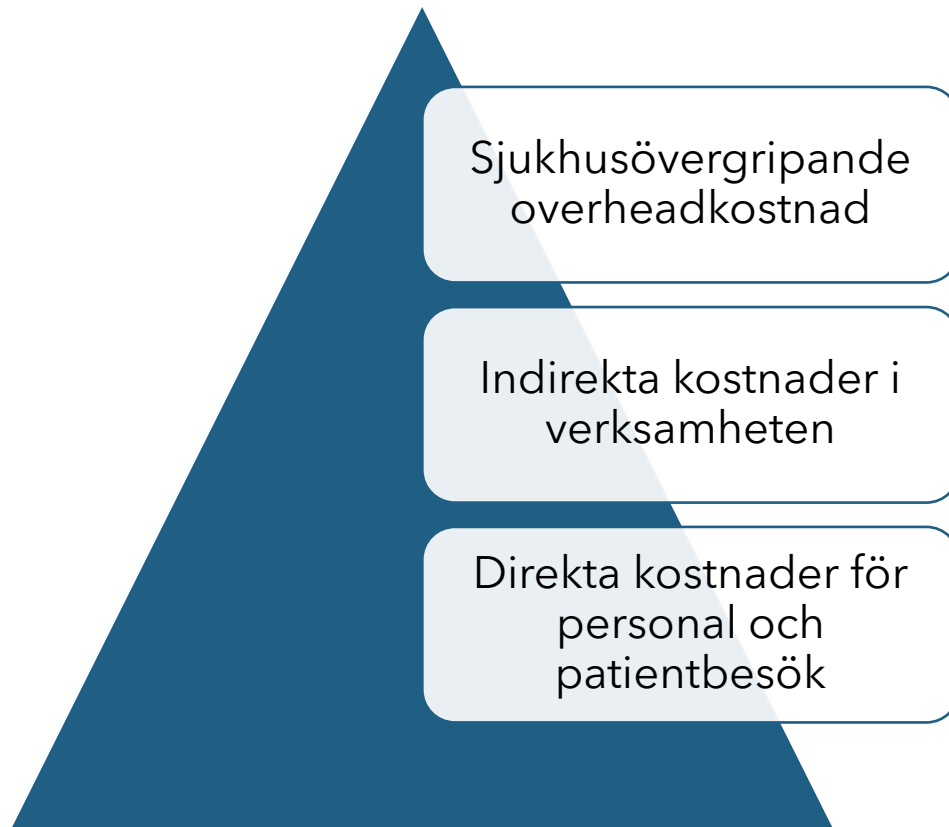 Sjukhusövergripande
overheadkostnad
Indirekta kostnader i
verksamheten
Direkta kostnader för
personal och
patientbesök